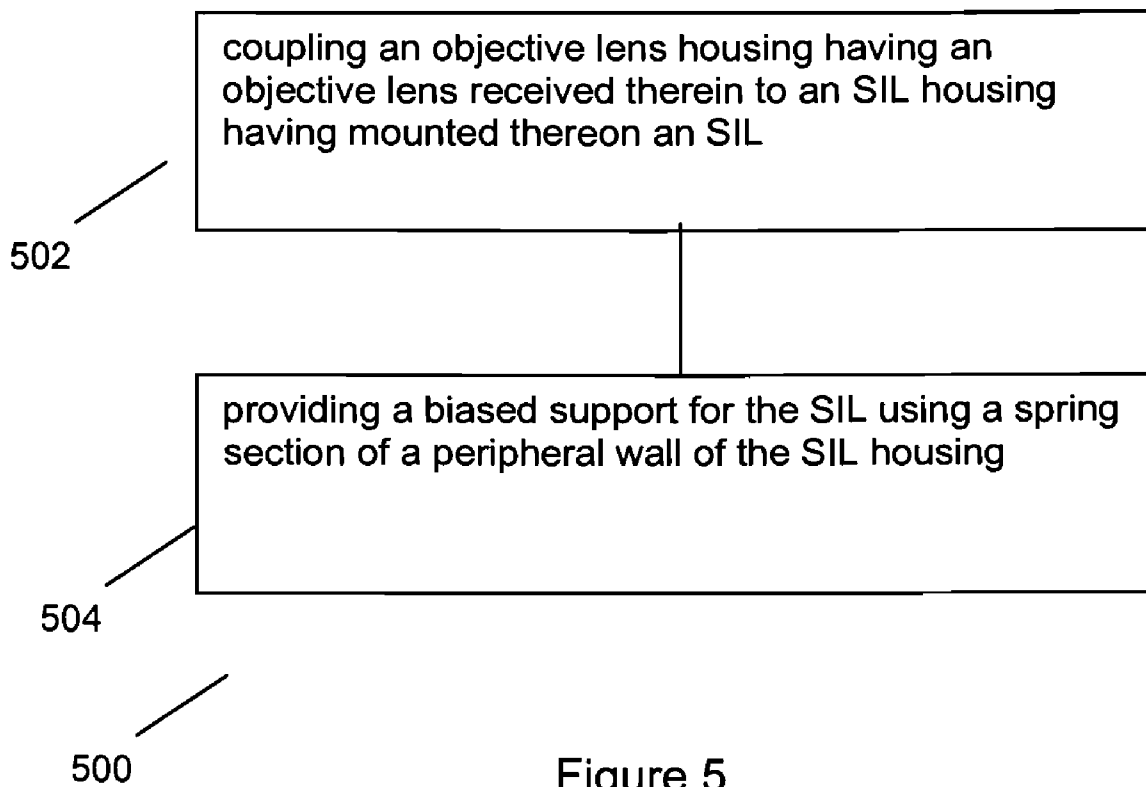 coupling an objective lens housing having an
objective lens received therein to an SIL housing
having mounted thereon an SIL
502
providing a biased support for the SIL using a spring
section of a peripheral wall of the SIL housing
504
500
Figure 5